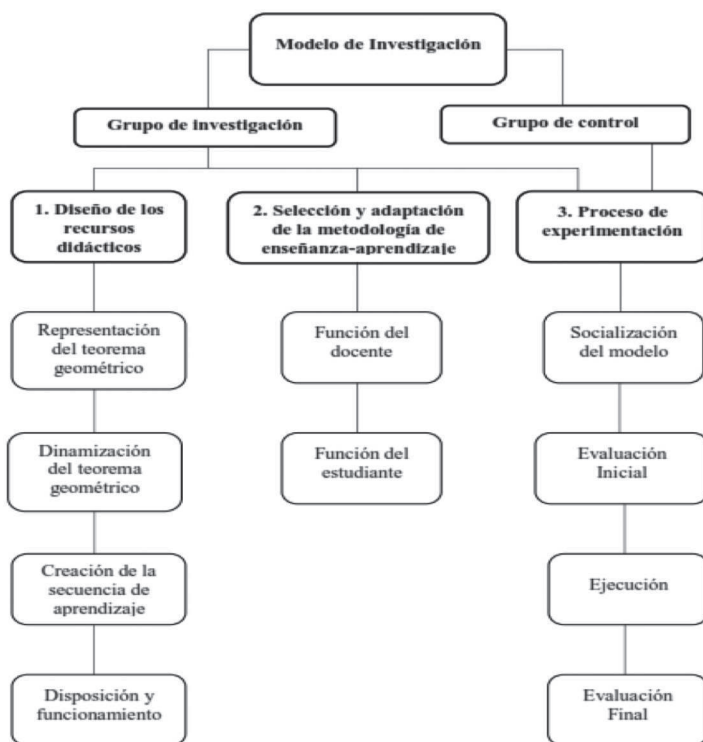 Modelo de Investigación
Grupo de investigación
Grupo de control
1. Diseño de los
recursos
didácticos
2. Selección y adaptación
de la metodología de
enseñanza-aprendizaje
3. Proceso de
experimentación
Representación
del teorema
geométrico
Función del
docente
Socialización
del modelo
Dinamización
del teorema
geométrico
Función del
estudiante
Evaluación
Inicial
Creación de la
secuencia de
aprendizaje
Ejecución
Disposición y
funcionamiento
Evaluación
Final